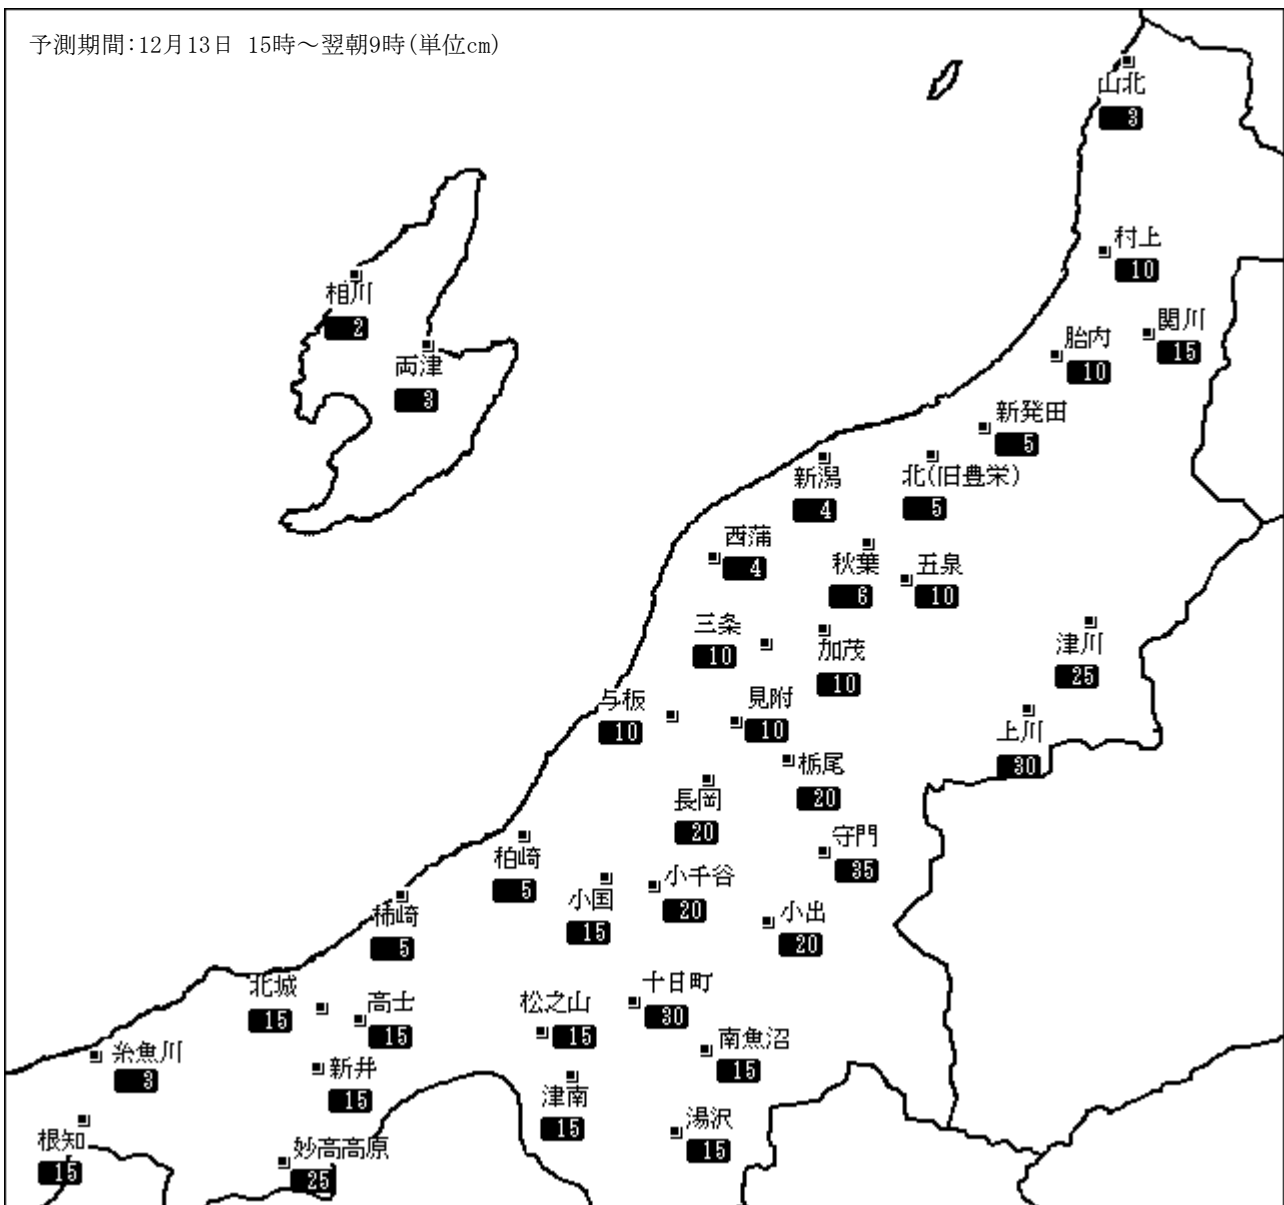 予測期間：12月13日 15時～翌朝9時(単位cm)
山北
3
村上
10
相川
2
関川
15
胎内
10
両津
3
新発田
5
新潟
4
北(旧豊栄)
5
西蒲
4
秋葉
6
五泉
10
三条
10
加茂
10
津川
25
与板
10
見附
10
上川
30
栃尾
20
長岡
20
守門
35
柏崎
5
小国
15
小千谷
20
小出
20
柿崎
5
北城
15
高士
15
松之山
15
十日町
30
南魚沼
15
糸魚川
3
新井
15
津南
15
湯沢
15
根知
15
妙高高原
25